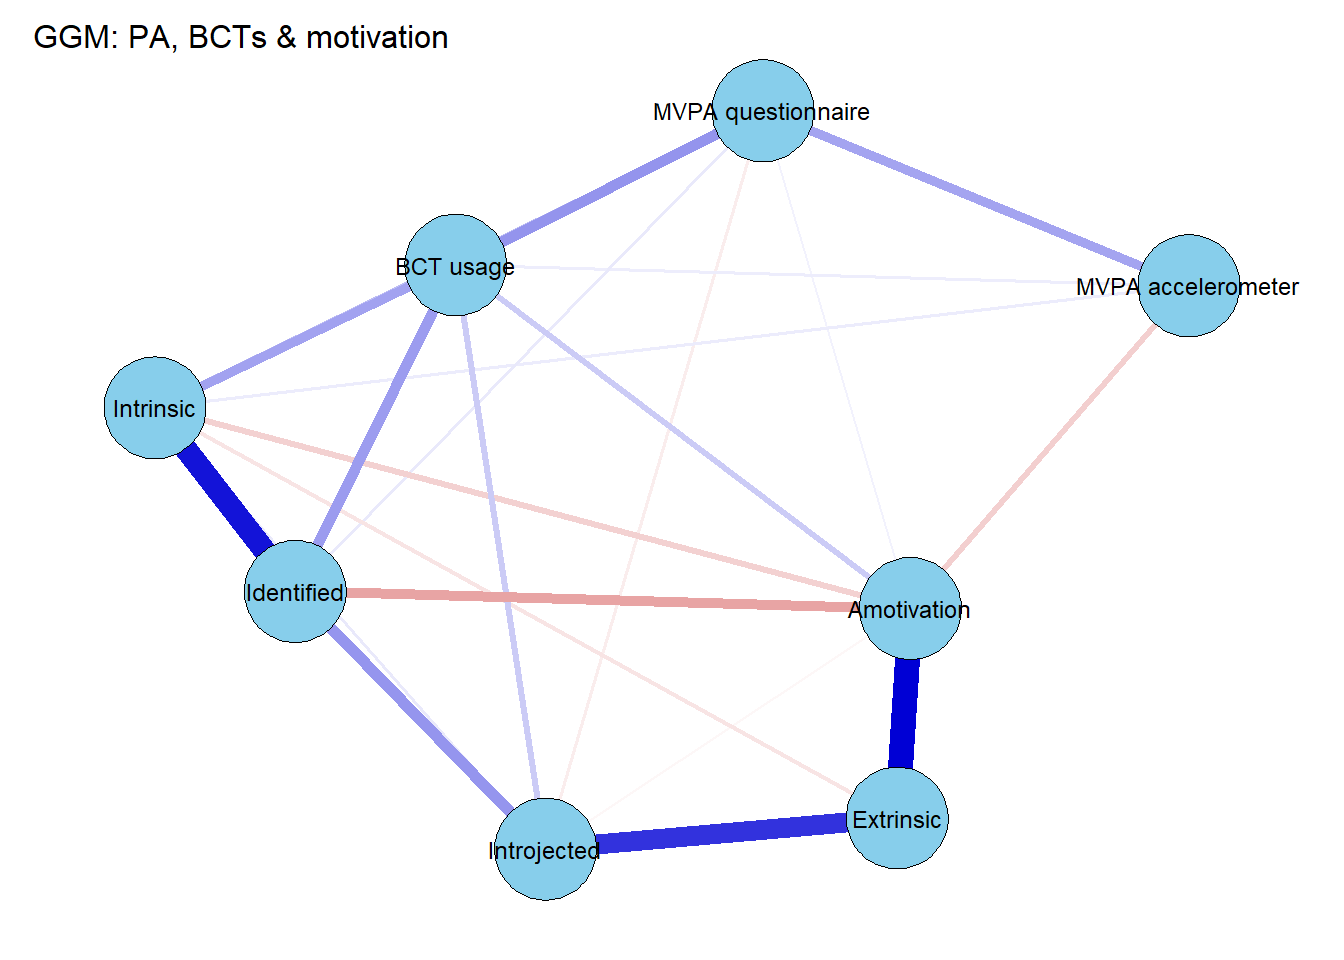 GGM: PA, BCTs & motivation
MVPA questionnaire
BCT usage
MVPA accelerometer
Intrinsic
Identified
Amotivation
Extrinsic
Introjected